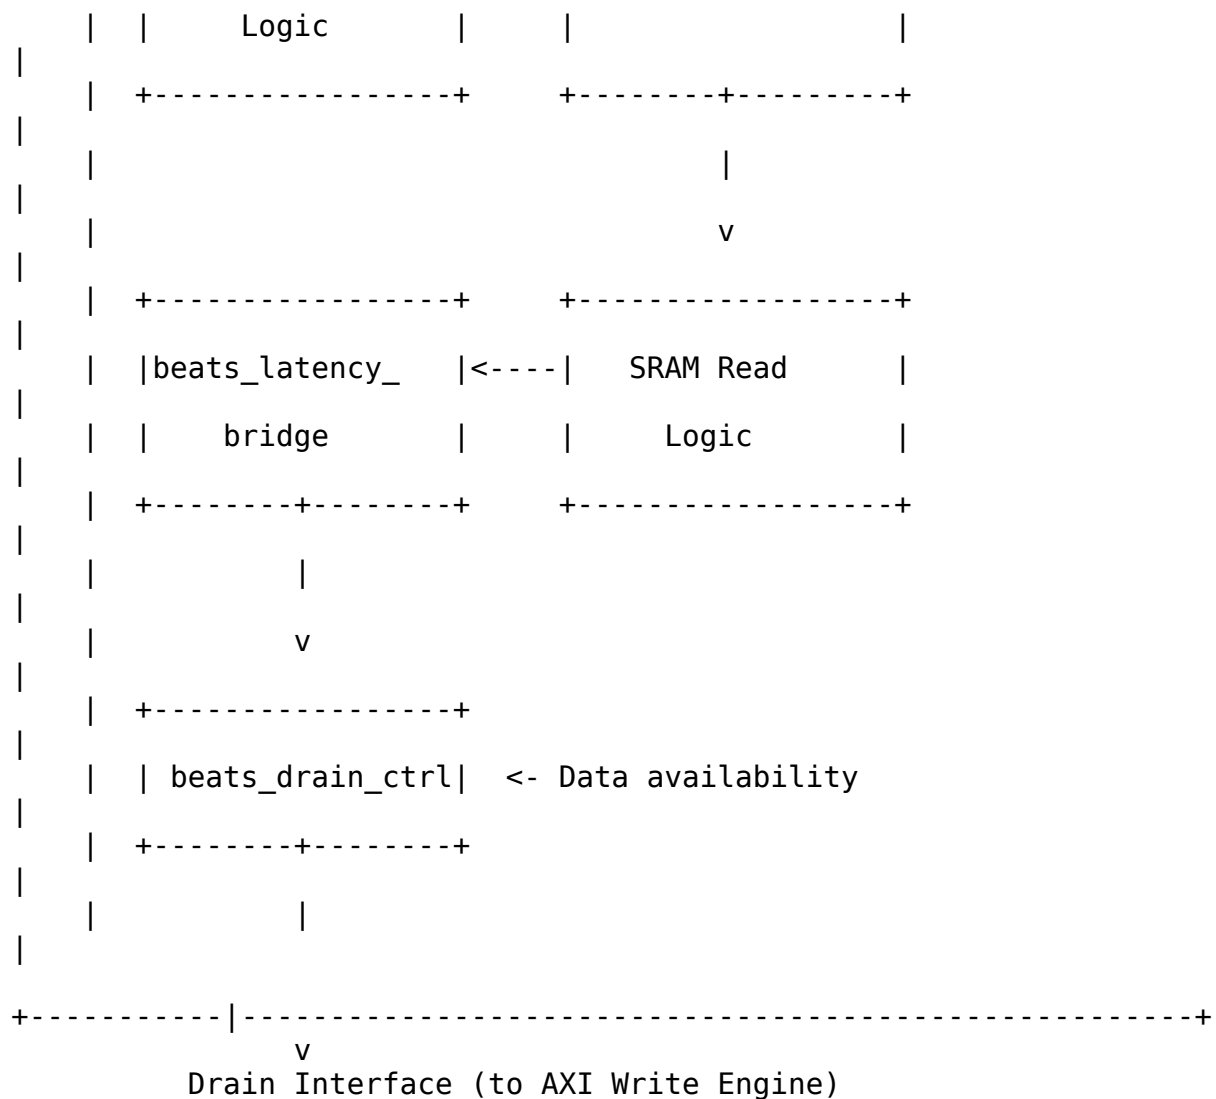 |  |     Logic       |     |                   |
|
    |  +-----------------+     +--------+---------+
|
    |                                   |
|
    |                                   v
|
    |  +-----------------+     +------------------+
|
    |  |beats_latency_   |<----|   SRAM Read      |
|
    |  |    bridge       |     |     Logic        |
|
    |  +--------+--------+     +------------------+
|
    |           |
|
    |           v
|
    |  +-----------------+
|
    |  | beats_drain_ctrl|  <- Data availability
|
    |  +--------+--------+
|
    |           |
|
+-----------|------------------------------------------------------+
                v
          Drain Interface (to AXI Write Engine)